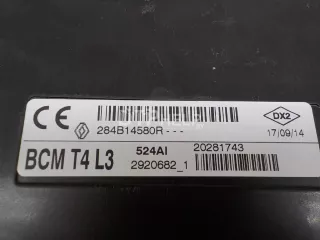 CE
284B14580R---
DX2
17/09/14
BCM T4 L3
524AI 20281743
2920682_1